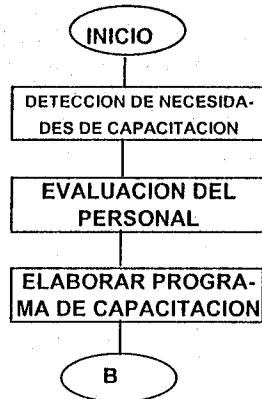 INICIO
DETECCION DE NECESIDA-
DES DE CAPACITACION
EVALUACION DEL
PERSONAL
ELABORAR PROGRA-
MA DE CAPACITACION
B